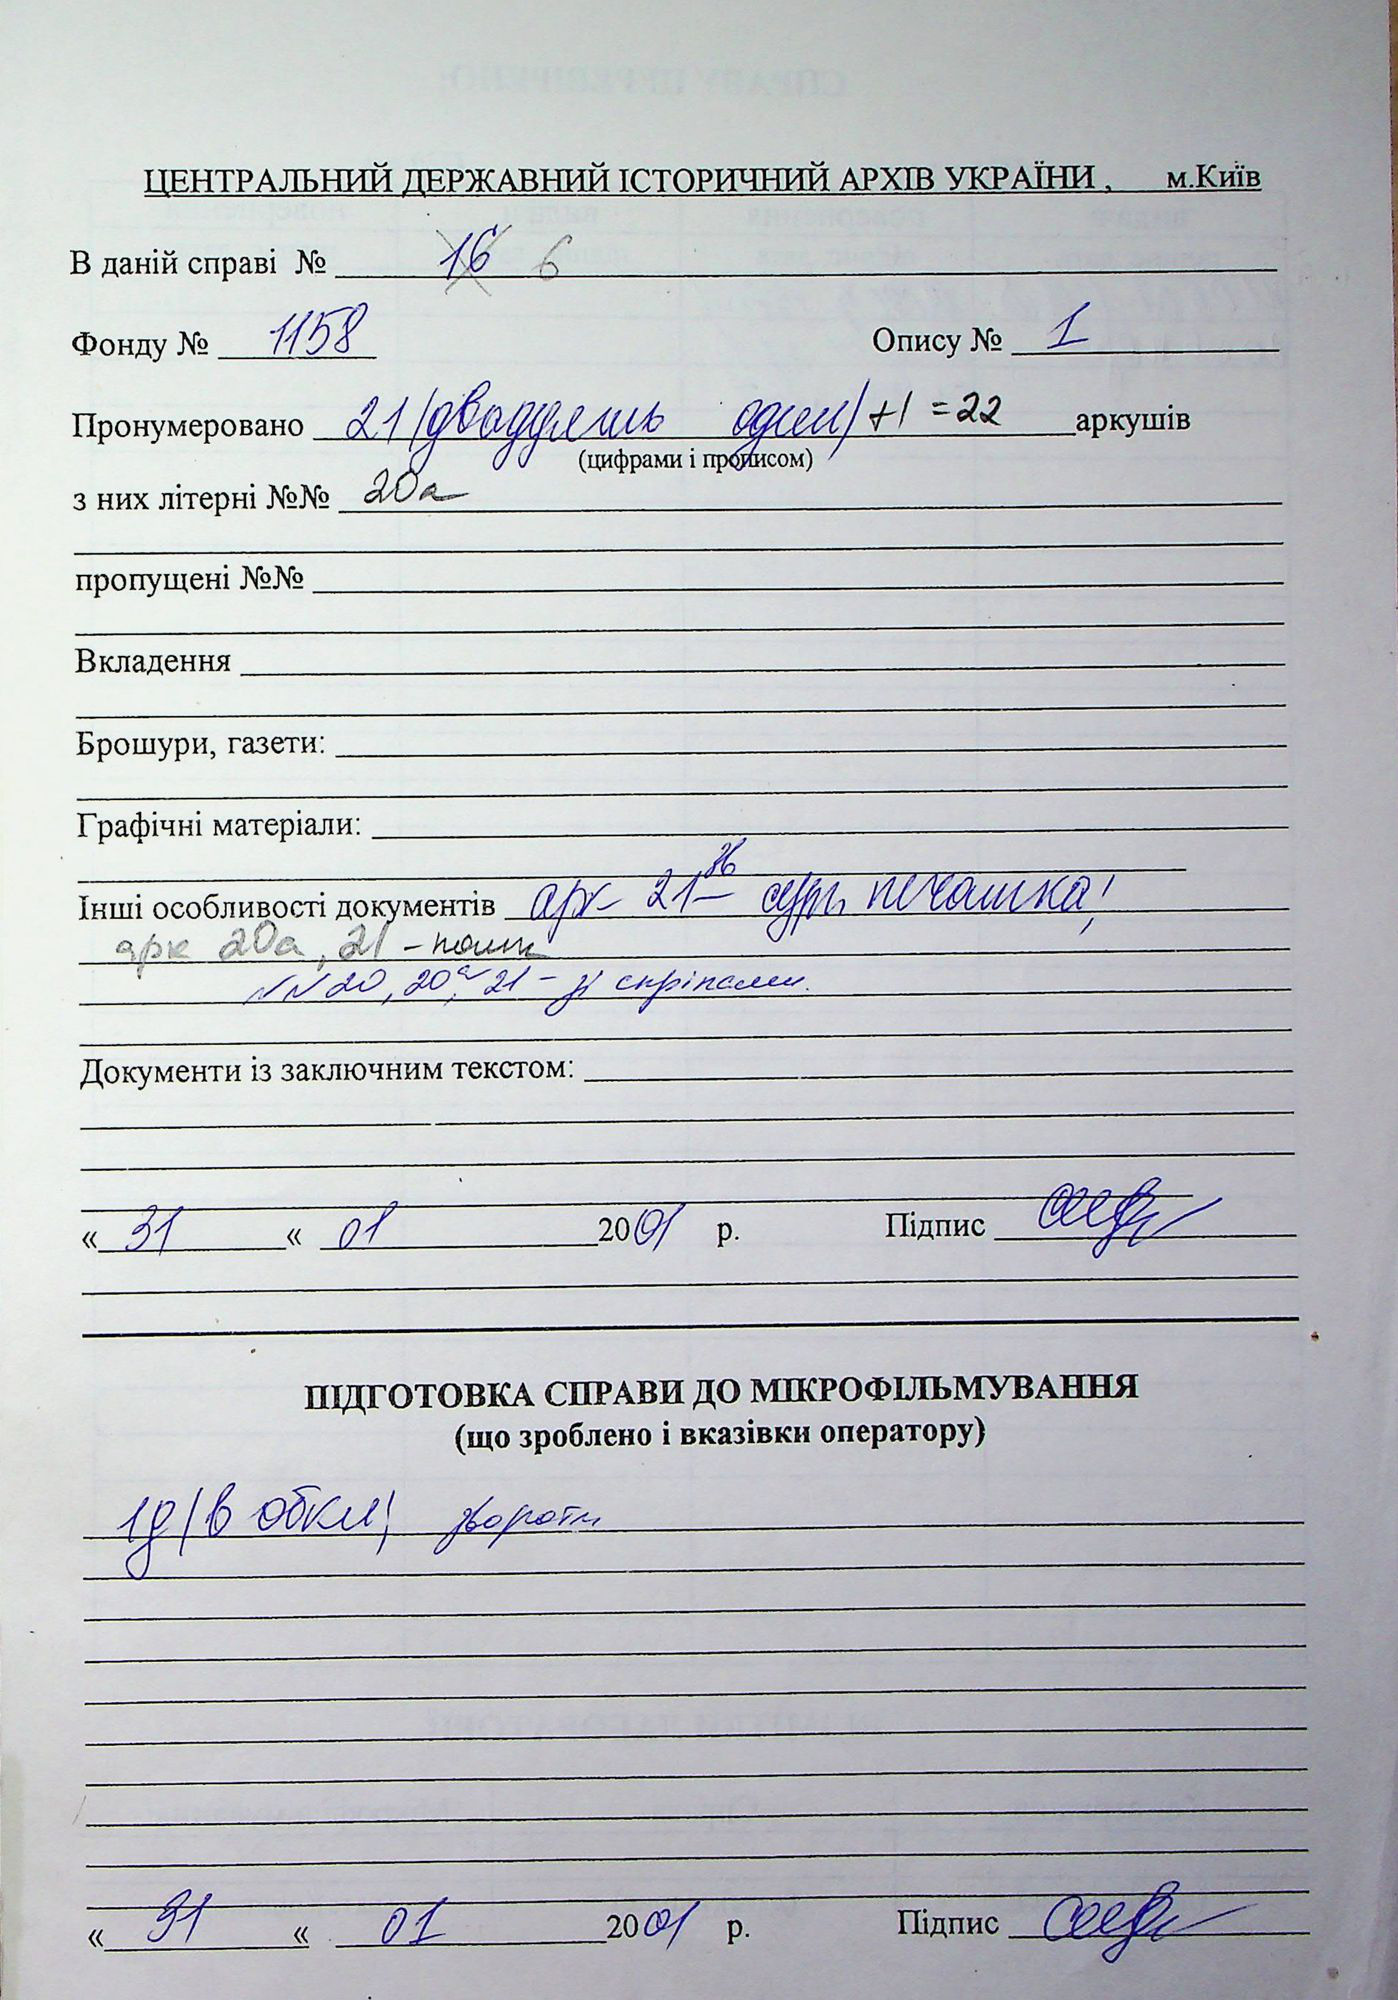 ЦЕНТРАЛЬНИЙ ДЕРЖАВНИЙ ІСТОРИЧНИЙ АРХІВ УКРАЇНИ , м.Київ
В даній справі № 16 6
Фонду № 1158 Опису № 1
Пронумеровано 21 /двадцять один/ +1 = 22 аркушів
(цифрами і прописом)
з них літерні №№ 20а
пропущені №№
Вкладення
Брошури, газети:
Графічні матеріали:
Інші особливості документів арк 21 зв сург. печатка;
арк 20а, 21 -
№№ 20, 20а, 21 - зі скріпами.
Документи із заключним текстом:
« 31 « 01 2001 р. Підпис
ПІДГОТОВКА СПРАВИ ДО МІКРОФІЛЬМУВАННЯ
(що зроблено і вказівки оператору)
1д /в обкл/ звороти
« 31 « 01 2001 р. Підпис